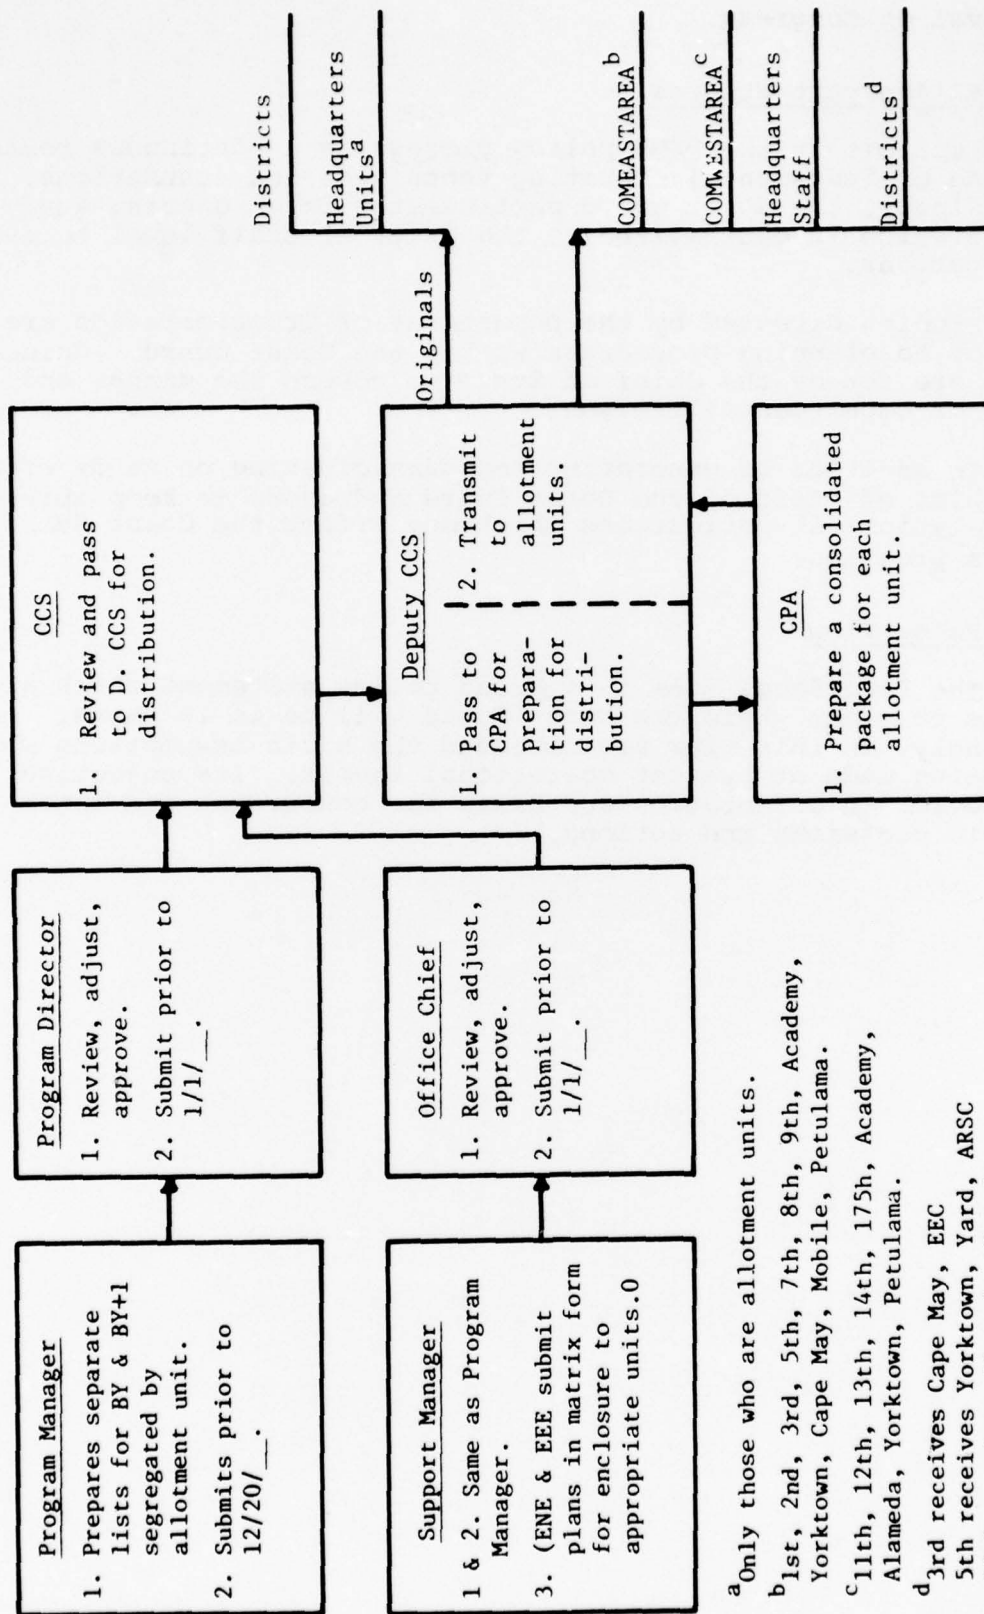 Program Manager
1. Prepares separate
lists for BY & BY+1
segregated by
allotment unit.
2. Submits prior to
12/20/__.
Program Director
1. Review, adjust,
approve.
2. Submit prior to
1/1/__.
CCS
1. Review and pass
to D. CCS for
distribution.
Support Manager
1 & 2. Same as Program
Manager.
3. (ENE & EEE submit
plans in matrix form
for enclosure to
appropriate units.0
Office Chief
1. Review, adjust,
approve.
2. Submit prior to
1/1/__.
Deputy CCS
1. Pass to
CPA for
prepara-
tion for
distri-
bution.
2. Transmit
to
allotment
units.
CPA
1. Prepare a consolidated
package for each
allotment unit.
Originals
Districts
Headquarters
Unitsa
COMEASTAREAb
COMWESTAREAc
Headquarters
Staff
Districtsd
aOnly those who are allotment units.
b1st, 2nd, 3rd, 5th, 7th, 8th, 9th, Academy,
Yorktown, Cape May, Mobile, Petulama.
c11th, 12th, 13th, 14th, 175h, Academy,
Alameda, Yorktown, Petulama.
d3rd receives Cape May, EEC
5th receives Yorktown, Yard, ARSC